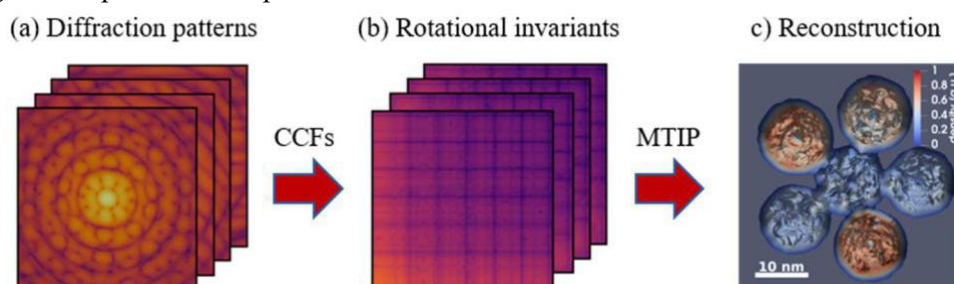 (a) Diffraction patterns
(b) Rotational invariants
c) Reconstruction
CCFs
MTIP
1
0.8
0.6
0.4
0.2
0
density
10 nm